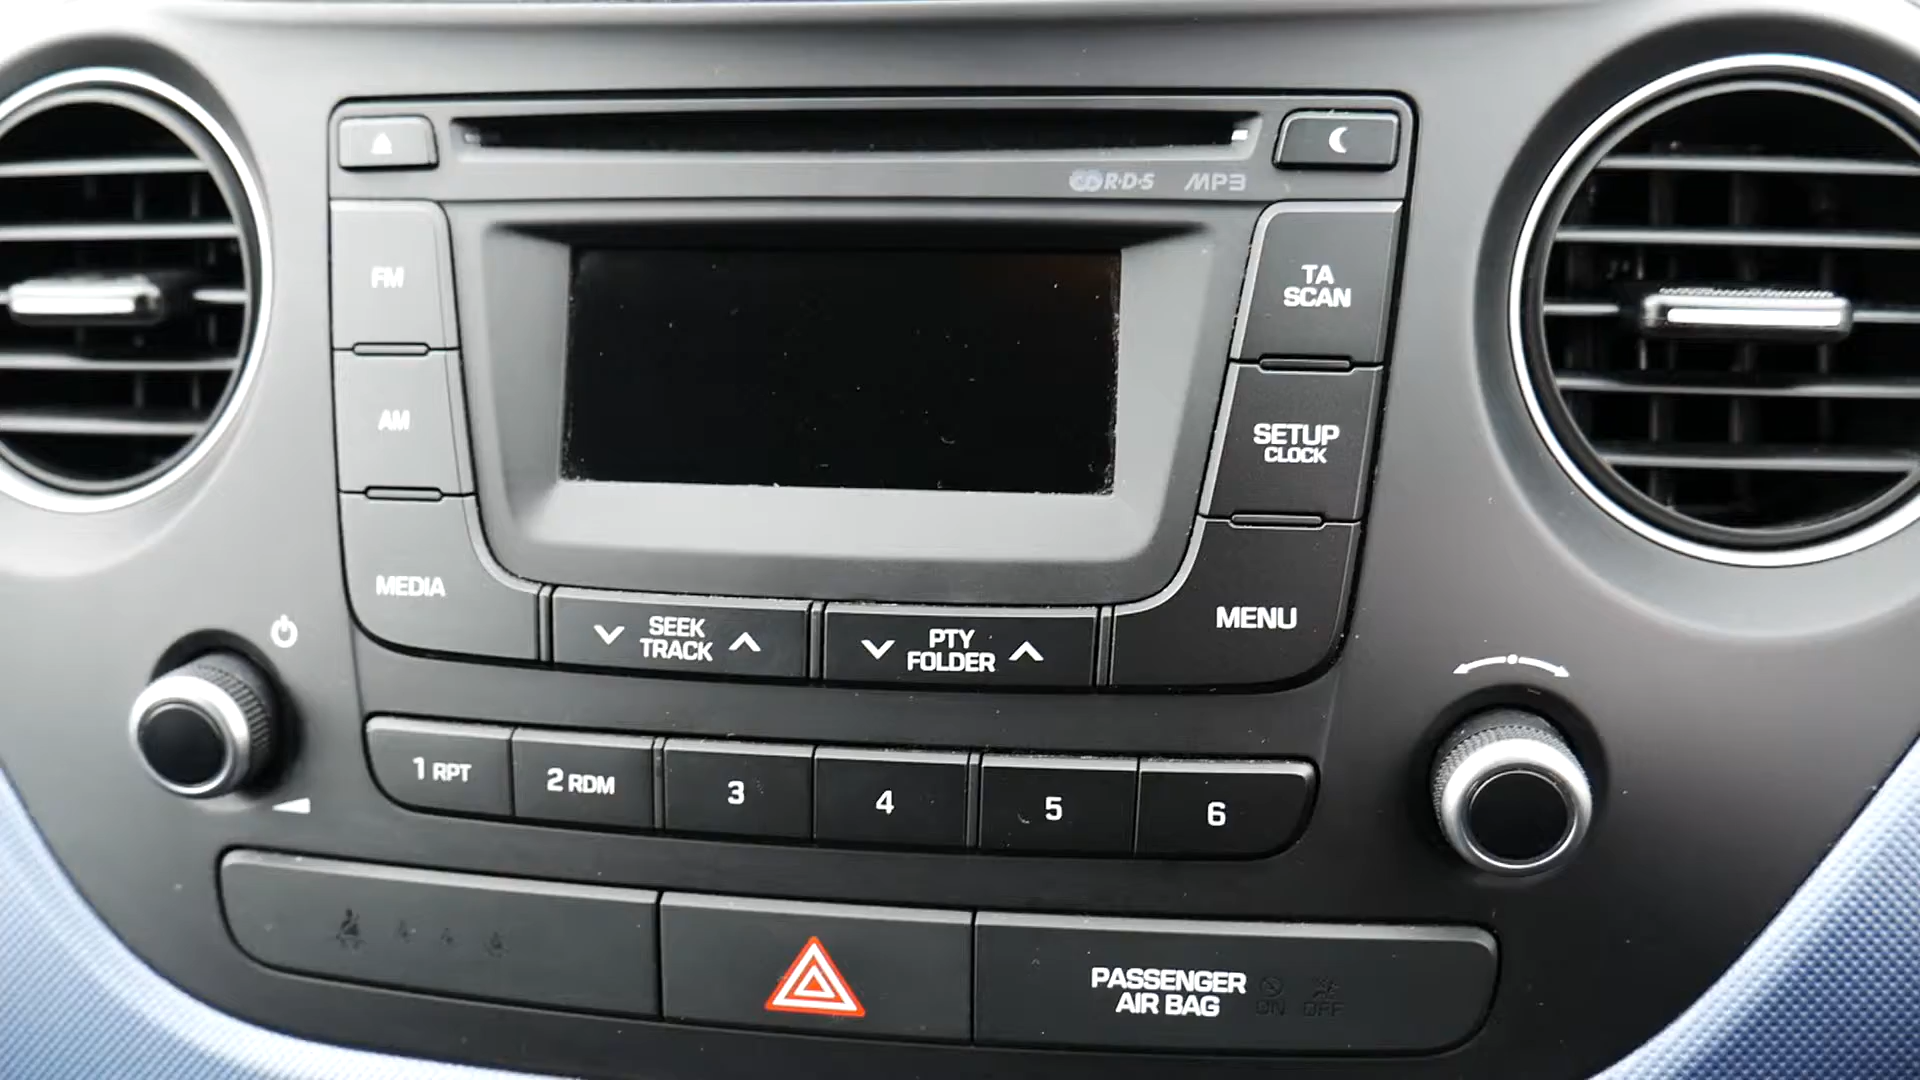 R·D·S MP3
FM
TA
SCAN
AM
SETUP
CLOCK
MEDIA
SEEK
TRACK
PTY
FOLDER
MENU
1 RPT
2 RDM
3
4
5
6
PASSENGER
AIR BAG
ON OFF